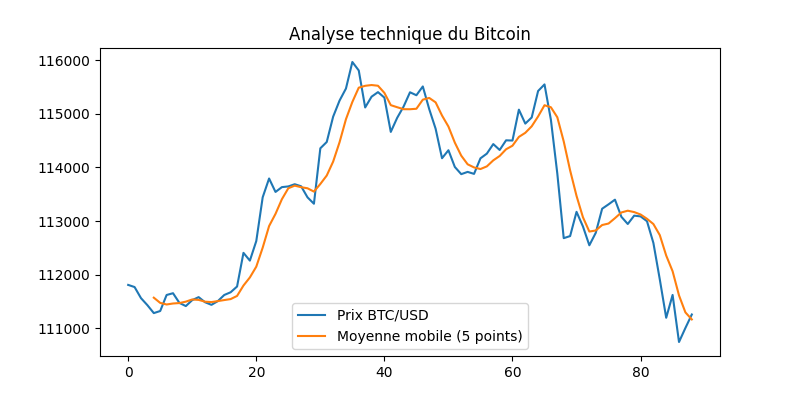 Analyse technique du Bitcoin
116000
115000
114000
113000
112000
111000
Prix BTC/USD
Moyenne mobile (5 points)
0 20 40 60 80